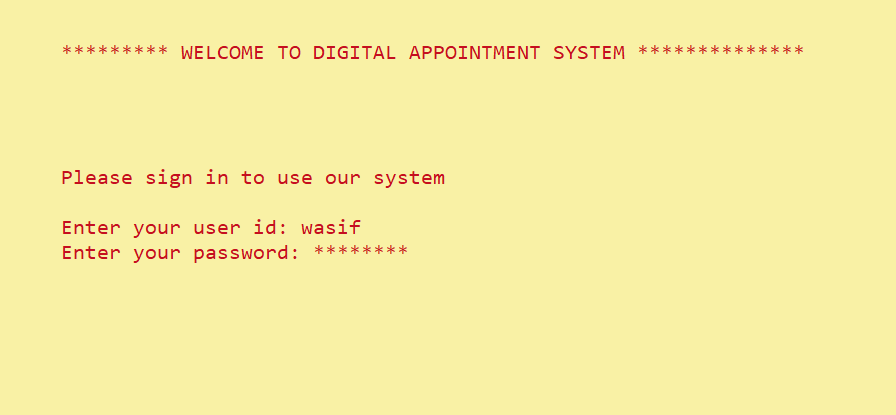 ********* WELCOME TO DIGITAL APPOINTMENT SYSTEM **************
Please sign in to use our system
Enter your user id: wasif
Enter your password: ********